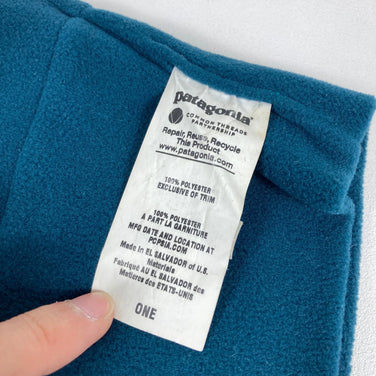 patagonia®
COMMON THREADS
PARTNERSHIP
Repair, Reuse, Recycle
This Product
www.patagonia.com
100% POLYESTER
EXCLUSIVE OF TRIM
100% POLYESTER
A PART LA GARNITURE
MFG DATE AND LOCATION AT
PCPSIA.COM
Made in EL SALVADOR of U.S.
Materials
Fabriqué AU EL SALVADOR des
Matieres des ETATS-UNIS
ONE